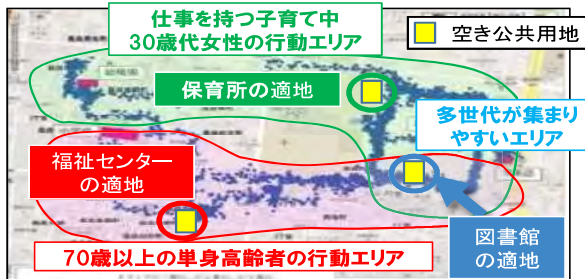 仕事を持つ子育て中
30歳代女性の行動エリア
空き公共用地
保育所の適地
多世代が集まり
やすいエリア
福祉センター
の適地
図書館
の適地
70歳以上の単身高齢者の行動エリア